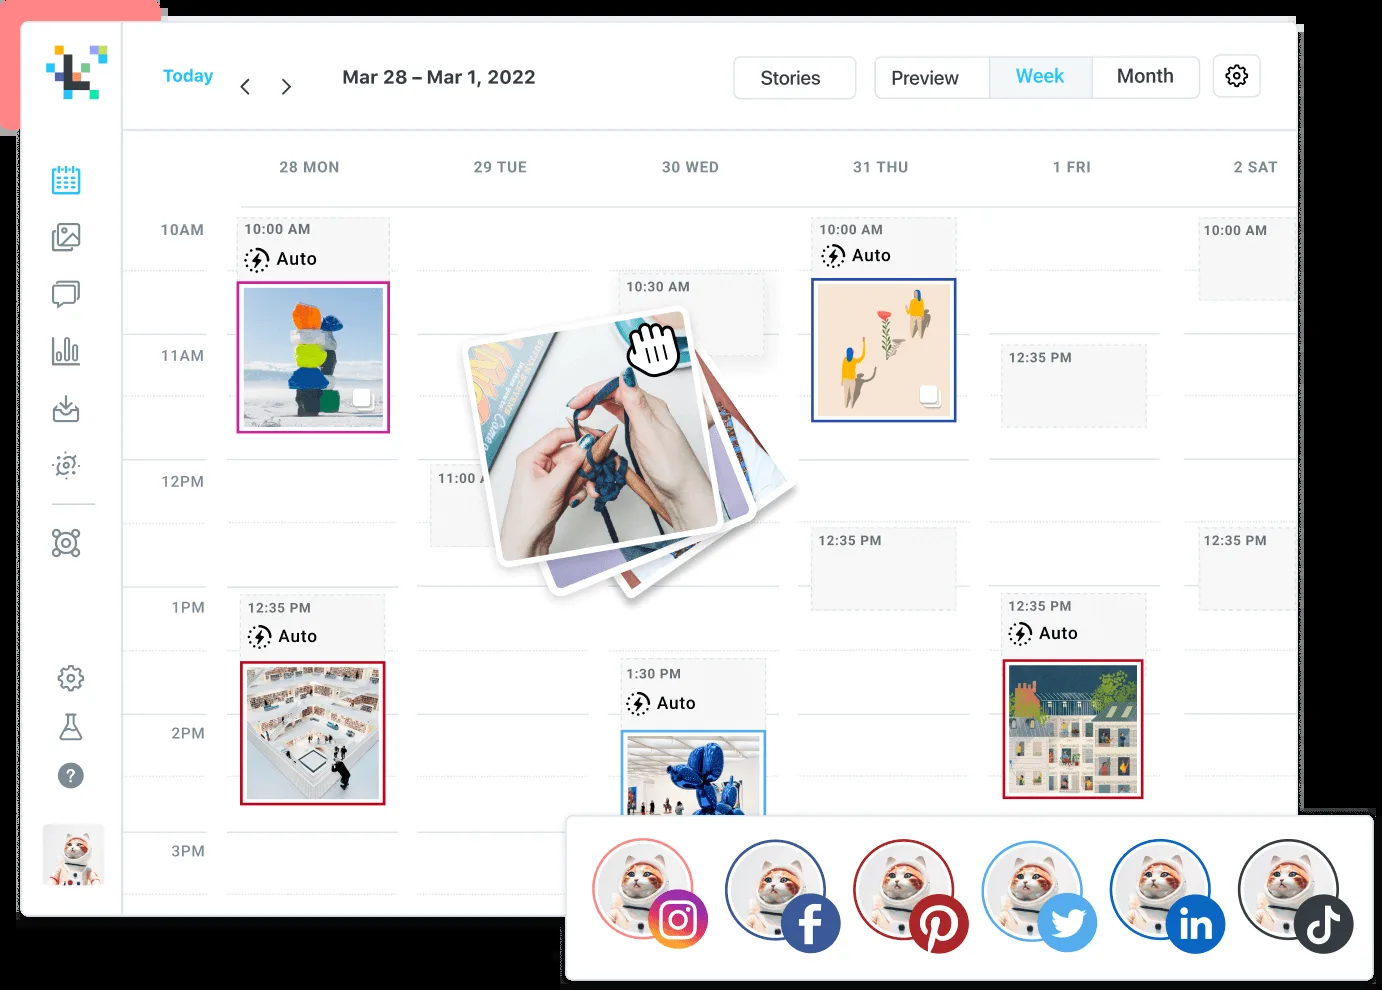 Today
Mar 28 – Mar 1, 2022
Stories
Preview
Week
Month
28 MON
29 TUE
30 WED
31 THU
1 FRI
2 SAT
10AM
10:00 AM
Auto
10:00 AM
Auto
10:00 AM
10:30 AM
11AM
12:35 PM
12PM
11:00
12:35 PM
12:35 PM
1PM
12:35 PM
Auto
12:35 PM
Auto
1:30 PM
Auto
2PM
?
3PM
f
in